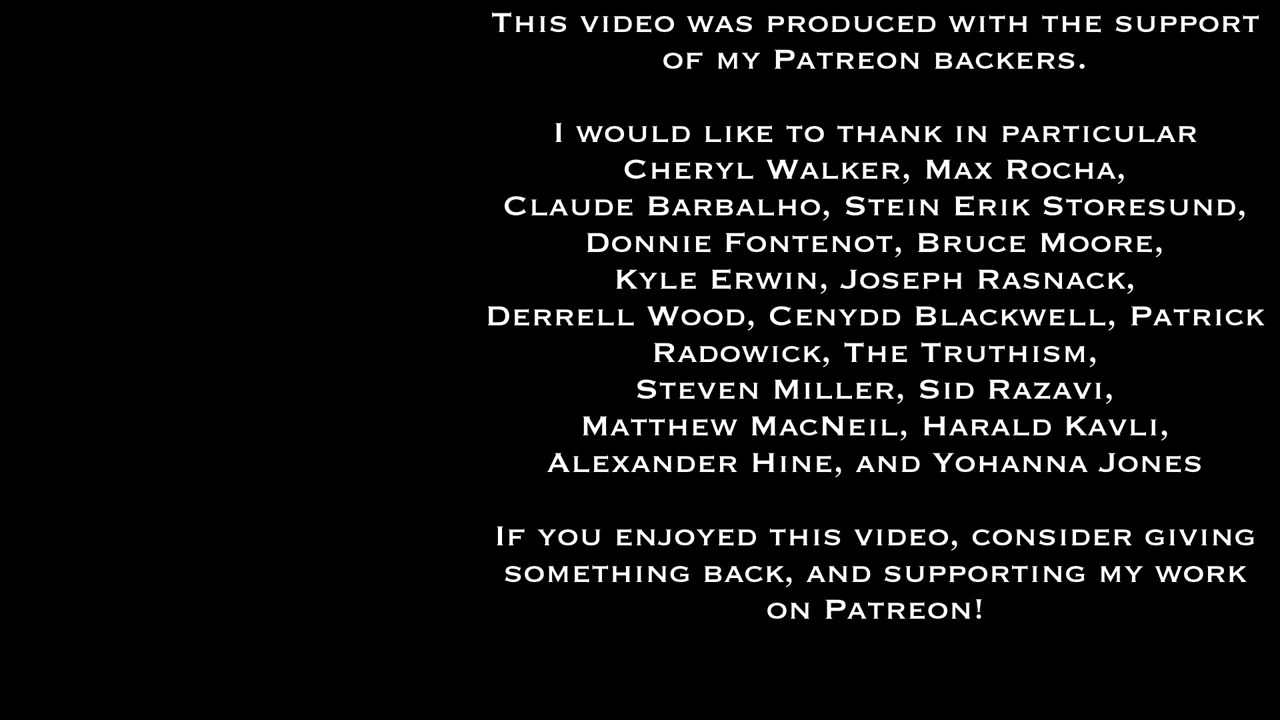 This video was produced with the support
of my Patreon backers.
I would like to thank in particular
Cheryl Walker, Max Rocha,
Claude Barbalho, Stein Erik Storesund,
Donnie Fontenot, Bruce Moore,
Kyle Erwin, Joseph Rasnack,
Derrell Wood, Cenydd Blackwell, Patrick
Radowick, The Truthism,
Steven Miller, Sid Razavi,
Matthew MacNeil, Harald Kavli,
Alexander Hine, and Yohanna Jones
If you enjoyed this video, consider giving
something back, and supporting my work
on Patreon!